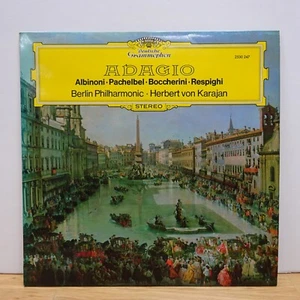 Deutsche
Grammophon
ADAGIO
Albinoni · Pachelbel · Boccherini · Respighi
Berlin Philharmonic · Herbert von Karajan
STEREO